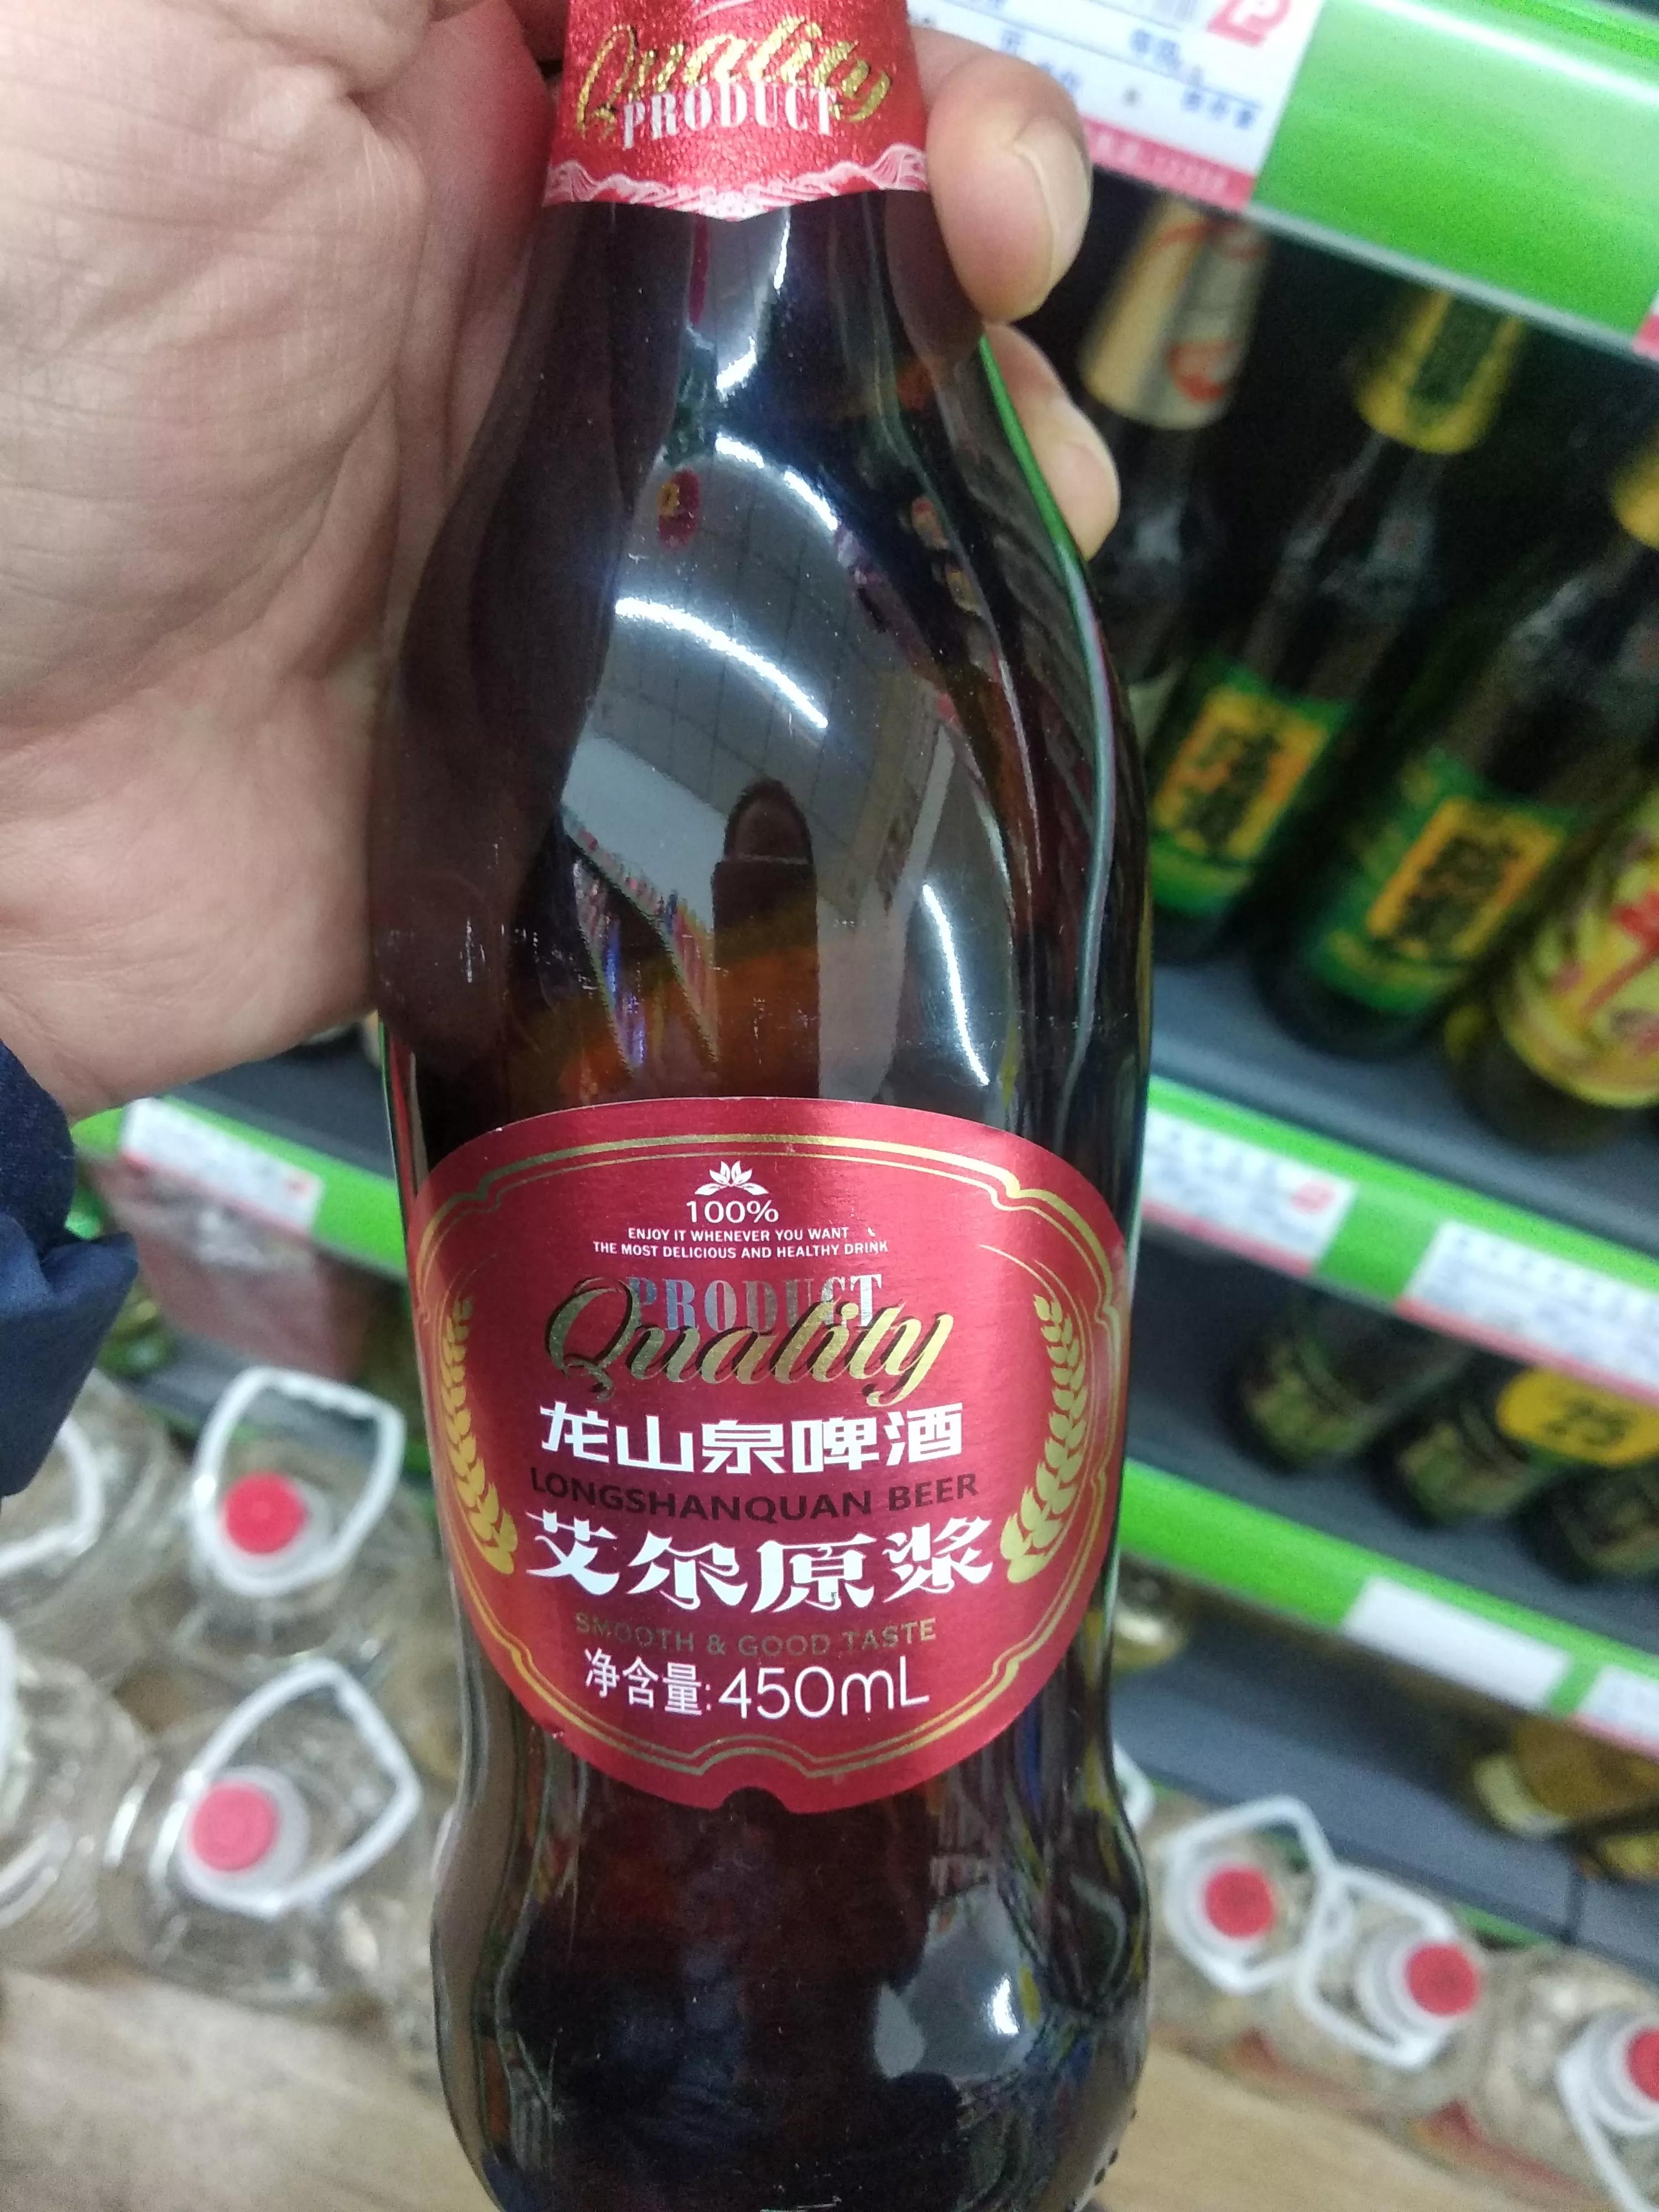 Quality
PRODUCT
100%
ENJOY IT WHENEVER YOU WANT
THE MOST DELICIOUS AND HEALTHY DRINK
PRODUCT
Quality
龙山泉啤酒
LONGSHANQUAN BEER
艾尔原浆
SMOOTH & GOOD TASTE
净含量:450mL
25